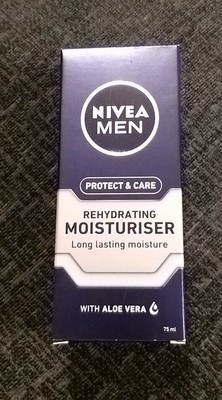 NIVEA
MEN
PROTECT & CARE
REHYDRATING
MOISTURISER
Long lasting moisture
WITH ALOE VERA
75 ml